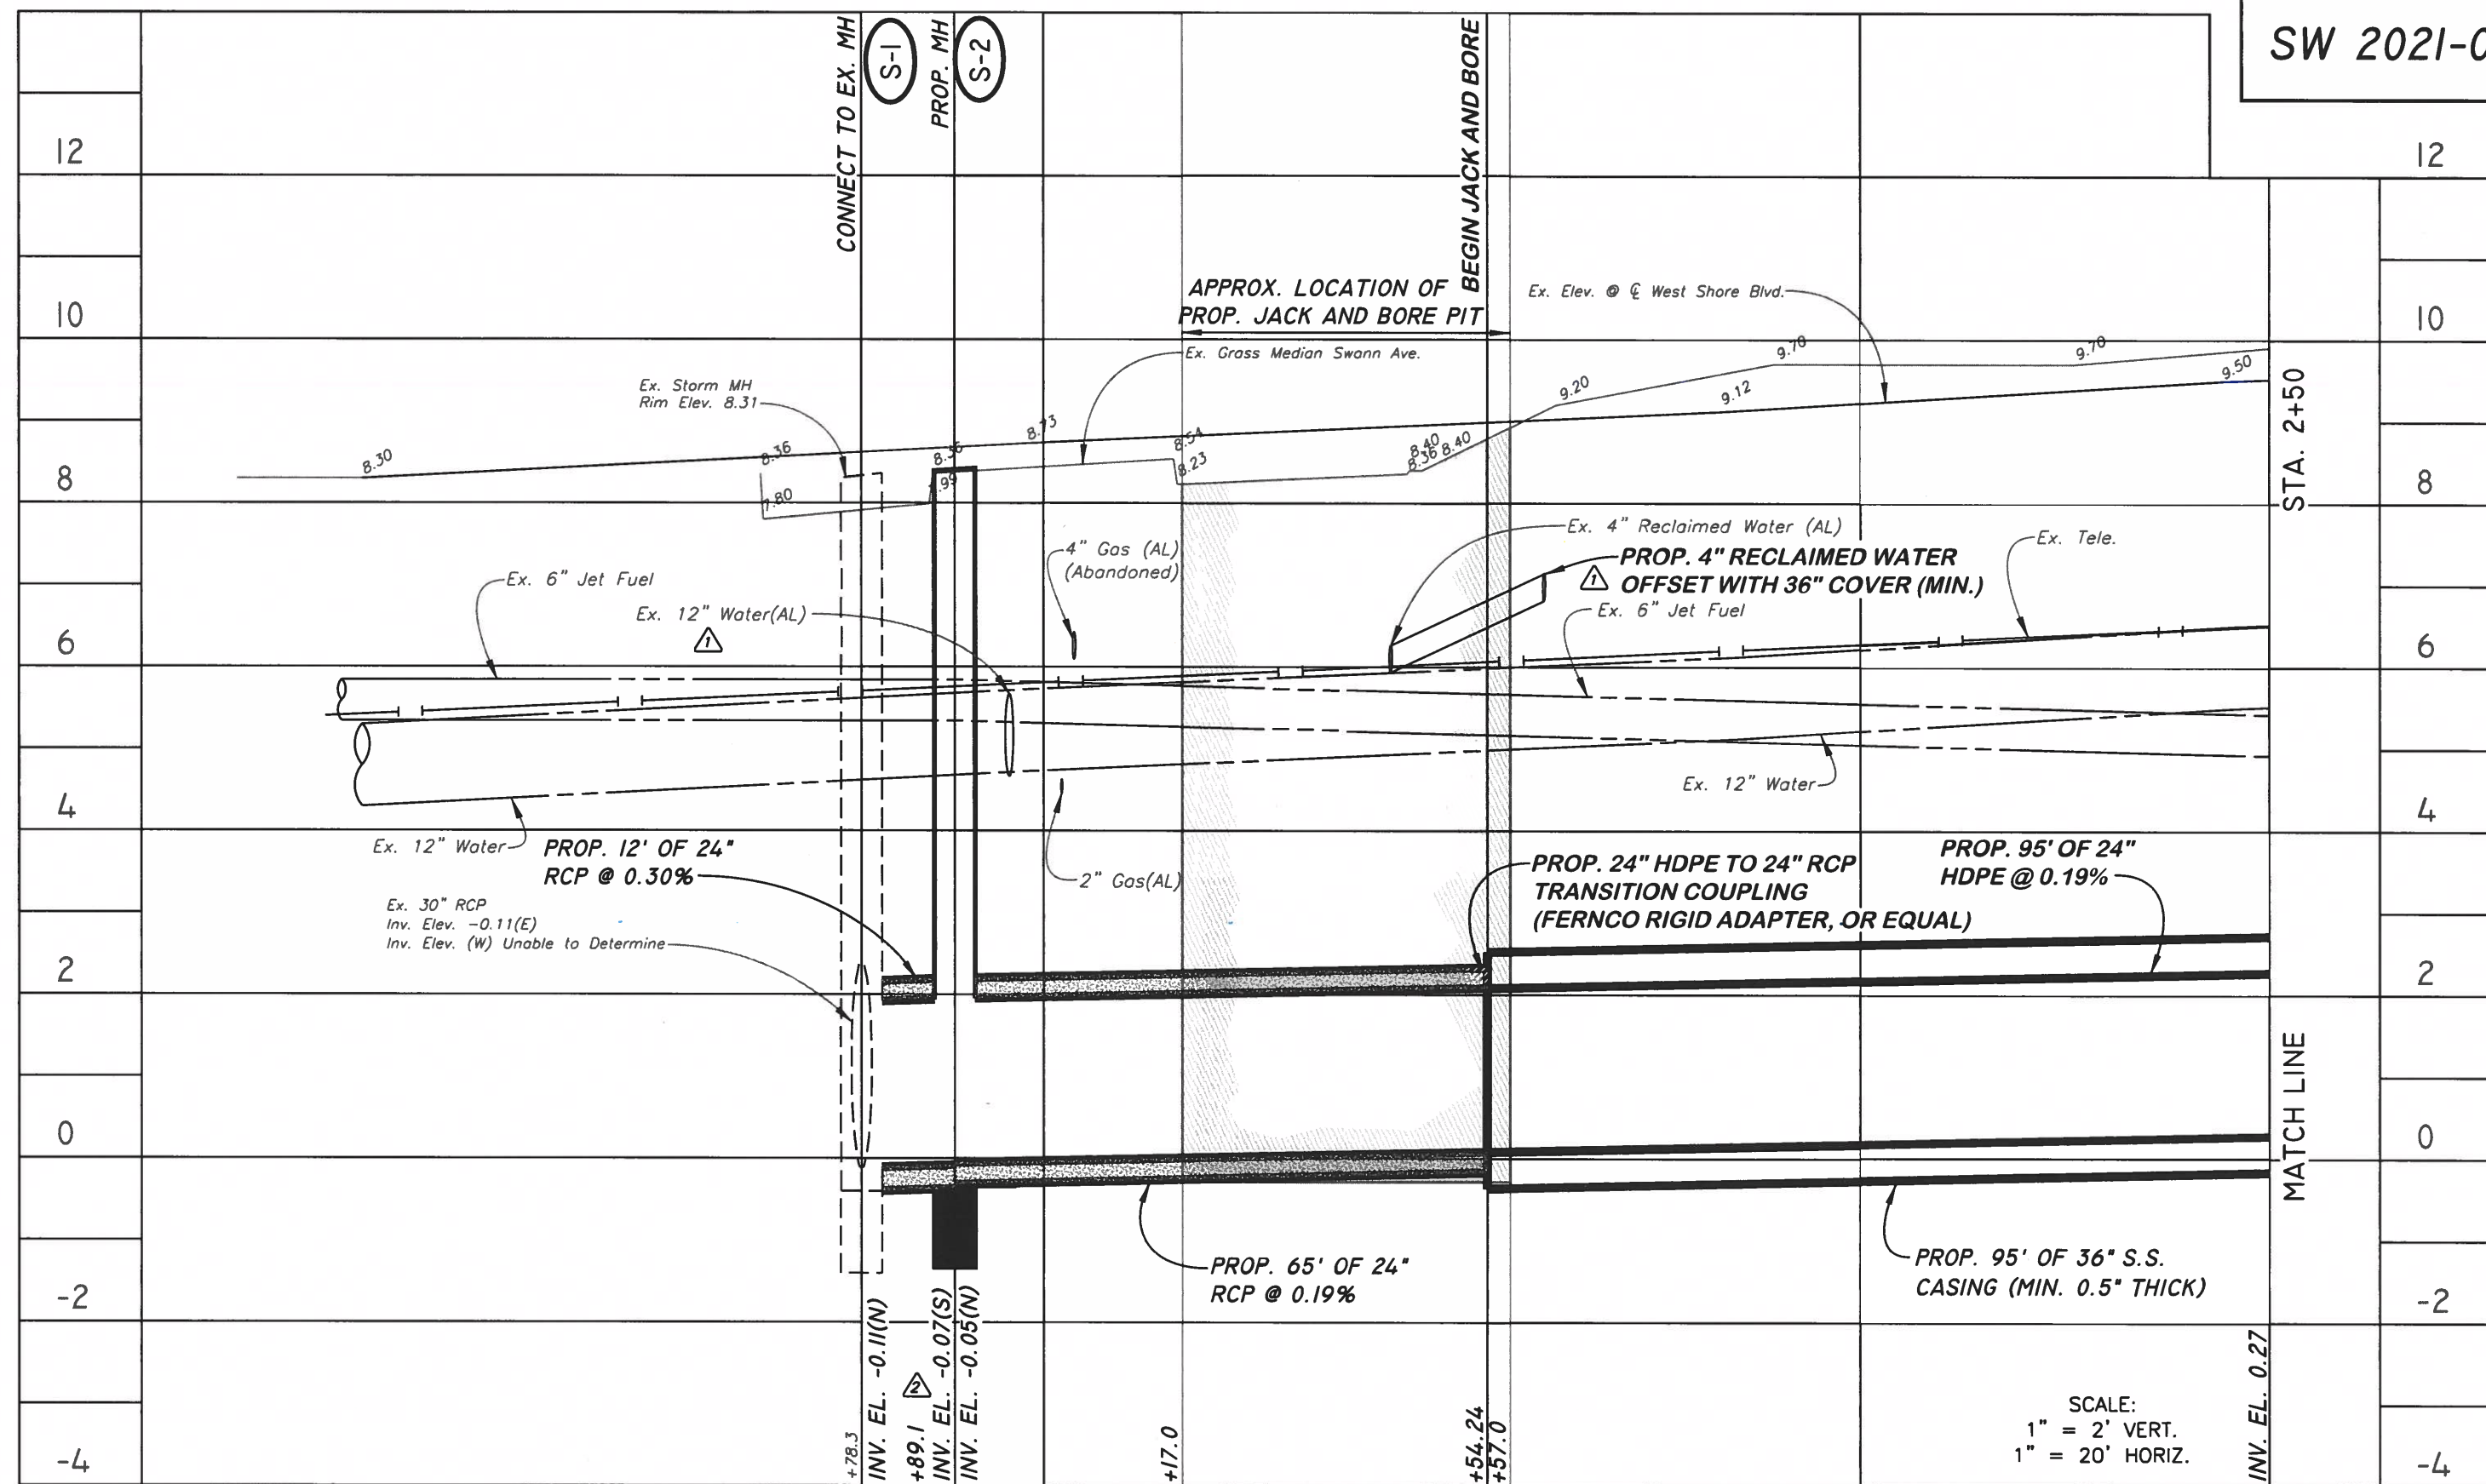 SW 2021-0
CONNECT TO EX. MH
S-1
PROP. MH
S-2
BEGIN JACK AND BORE
12
12
10
10
8
8
6
6
4
4
2
2
0
0
-2
-2
-4
-4
APPROX. LOCATION OF
PROP. JACK AND BORE PIT
Ex. Elev. @ ℄ West Shore Blvd.
Ex. Grass Median Swann Ave.
Ex. Storm MH
Rim Elev. 8.31
8.30
8.36
7.80
8.73
8.54
8.23
8.40
8.36
8.40
9.20
9.12
9.70
9.70
9.50
STA. 2+50
4" Gas (AL)
(Abandoned)
Ex. 4" Reclaimed Water (AL)
PROP. 4" RECLAIMED WATER
1 OFFSET WITH 36" COVER (MIN.)
Ex. Tele.
Ex. 6" Jet Fuel
Ex. 6" Jet Fuel
Ex. 12" Water(AL)
1
Ex. 12" Water
Ex. 12" Water
PROP. 12' OF 24"
RCP @ 0.30%
2" Gas(AL)
PROP. 24" HDPE TO 24" RCP
TRANSITION COUPLING
(FERNCO RIGID ADAPTER, OR EQUAL)
PROP. 95' OF 24"
HDPE @ 0.19%
Ex. 30" RCP
Inv. Elev. -0.11(E)
Inv. Elev. (W) Unable to Determine
MATCH LINE
PROP. 65' OF 24"
RCP @ 0.19%
PROP. 95' OF 36" S.S.
CASING (MIN. 0.5" THICK)
+78.3
INV. EL. -0.11(N)
2
+89.1
INV. EL. -0.07(S)
INV. EL. -0.05(N)
+17.0
+54.24
+57.0
SCALE:
1" = 2' VERT.
1" = 20' HORIZ.
INV. EL. 0.27